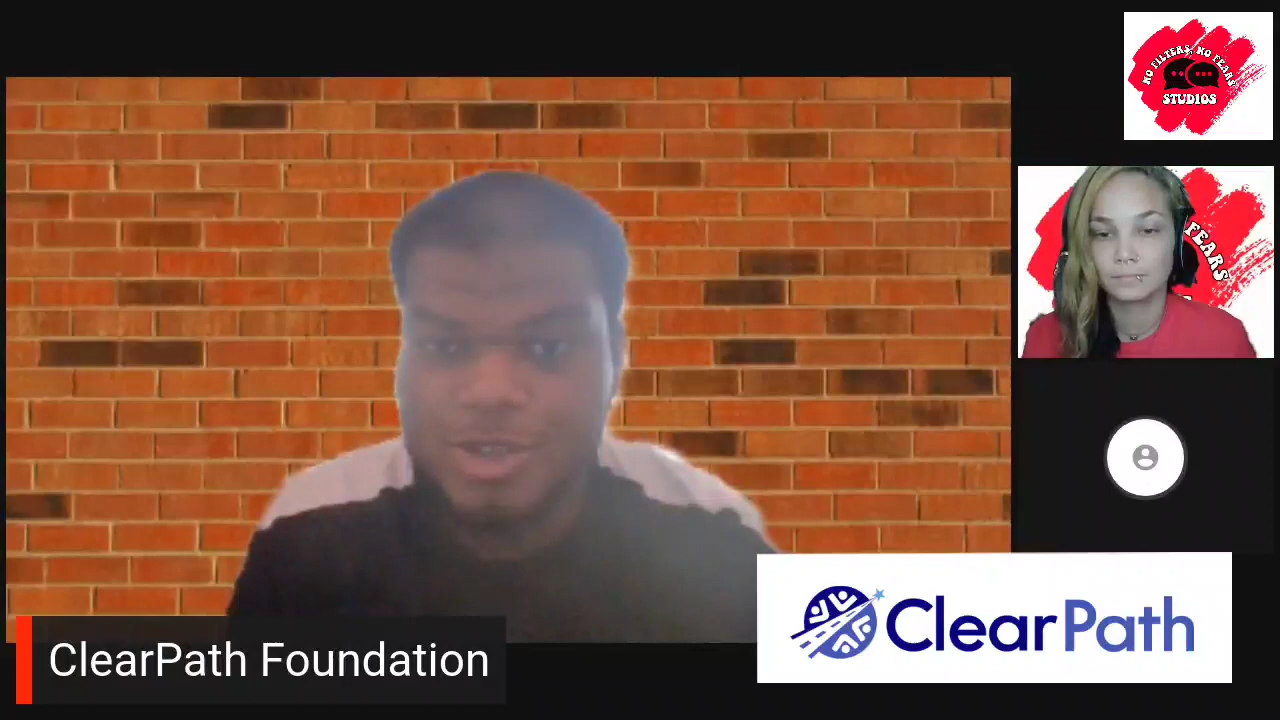 NO FILTERS, NO FEARS
STUDIOS
FEARS
ClearPath
ClearPath Foundation